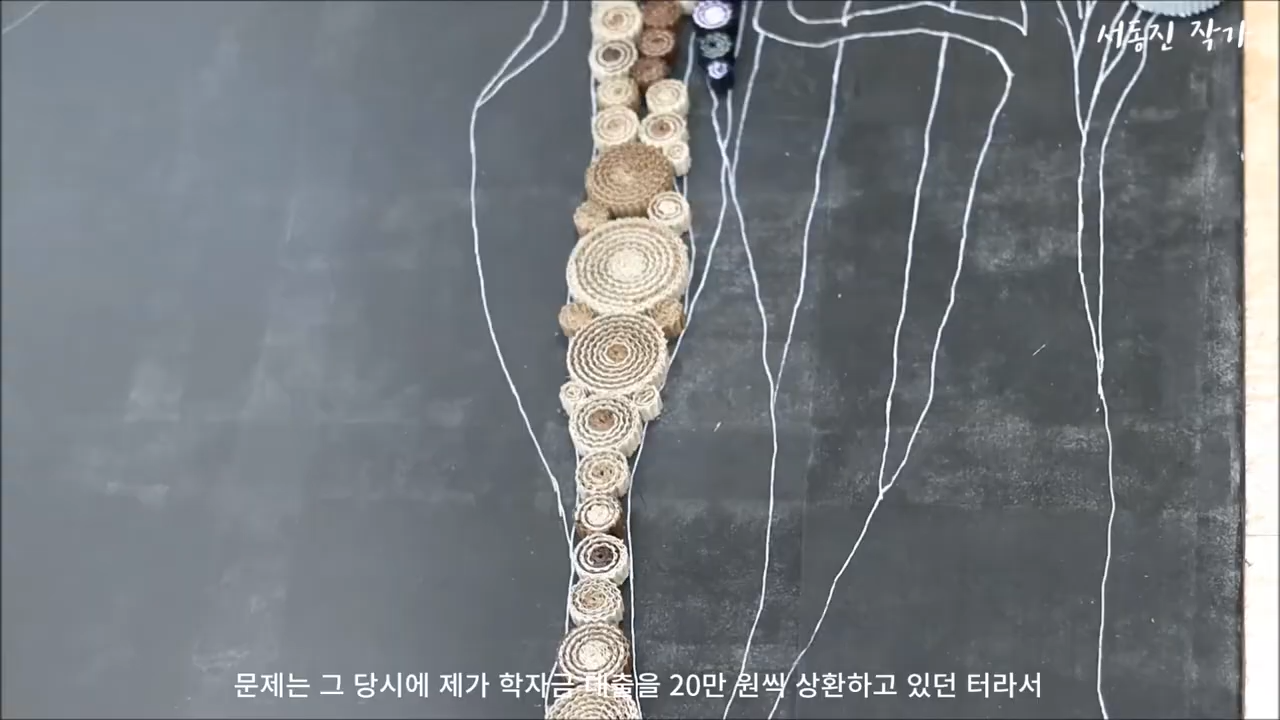 서동진 작가
문제는 그 당시에 제가 학자금 대출을 20만 원씩 상환하고 있던 터라서